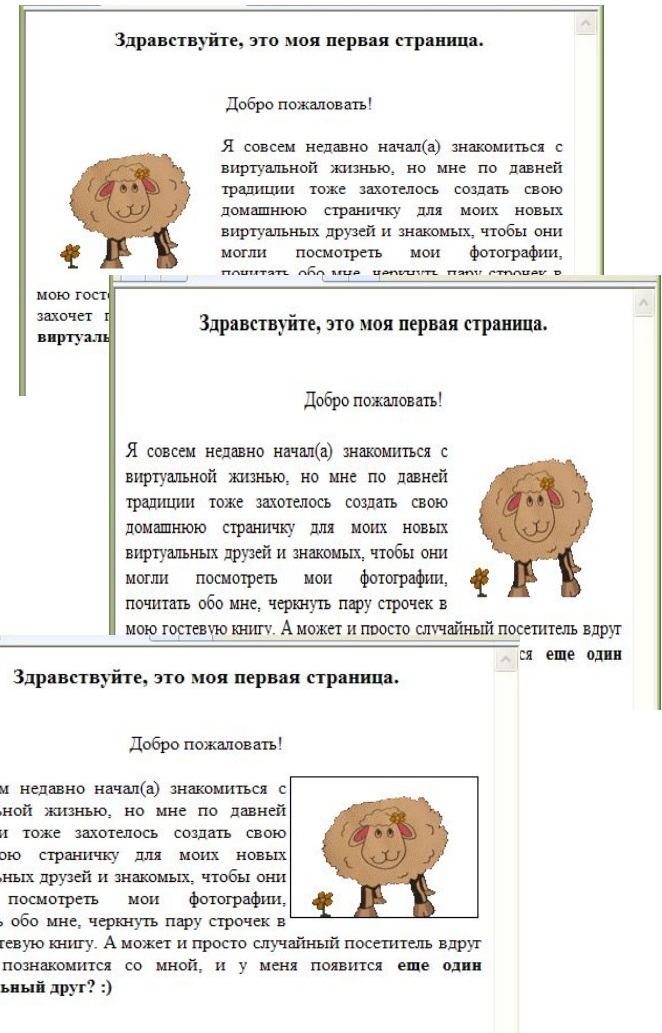 Здравствуйте, это моя первая страница.
Добро пожаловать!
Я совсем недавно начал(а) знакомиться с
виртуальной жизнью, но мне по давней
традиции тоже захотелось создать свою
домашнюю страничку для моих новых
виртуальных друзей и знакомых, чтобы они
могли посмотреть мои фотографии,
почитать обо мне, черкнуть пару строчек в
мою гост
захочет
виртуаль
Здравствуйте, это моя первая страница.
Добро пожаловать!
Я совсем недавно начал(а) знакомиться с
виртуальной жизнью, но мне по давней
традиции тоже захотелось создать свою
домашнюю страничку для моих новых
виртуальных друзей и знакомых, чтобы они
могли посмотреть мои фотографии,
почитать обо мне, черкнуть пару строчек в
мою гостевую книгу. А может и просто случайный посетитель вдруг
ся еще один
Здравствуйте, это моя первая страница.
Добро пожаловать!
м недавно начал(а) знакомиться с
ьной жизнью, но мне по давней
и тоже захотелось создать свою
ою страничку для моих новых
ьных друзей и знакомых, чтобы они
посмотреть мои фотографии,
ь обо мне, черкнуть пару строчек в
тевую книгу. А может и просто случайный посетитель вдруг
познакомится со мной, и у меня появится еще один
ьный друг? :)